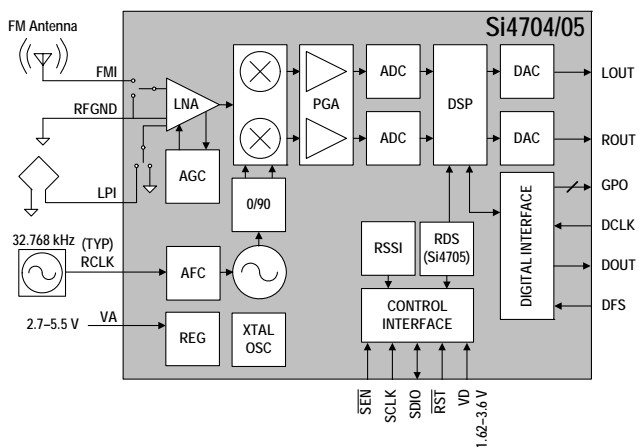 Si4704/05
FM Antenna
FMI
RFGND
LPI
32.768 kHz
(TYP)
RCLK
2.7–5.5 V
VA
LNA
AGC
0/90
AFC
REG
XTAL
OSC
PGA
ADC
ADC
DSP
DAC
DAC
RSSI
RDS
(Si4705)
CONTROL
INTERFACE
DIGITAL INTERFACE
LOUT
ROUT
GPO
DCLK
DOUT
DFS
SEN
SCLK
SDIO
RST
VD
1.62–3.6 V